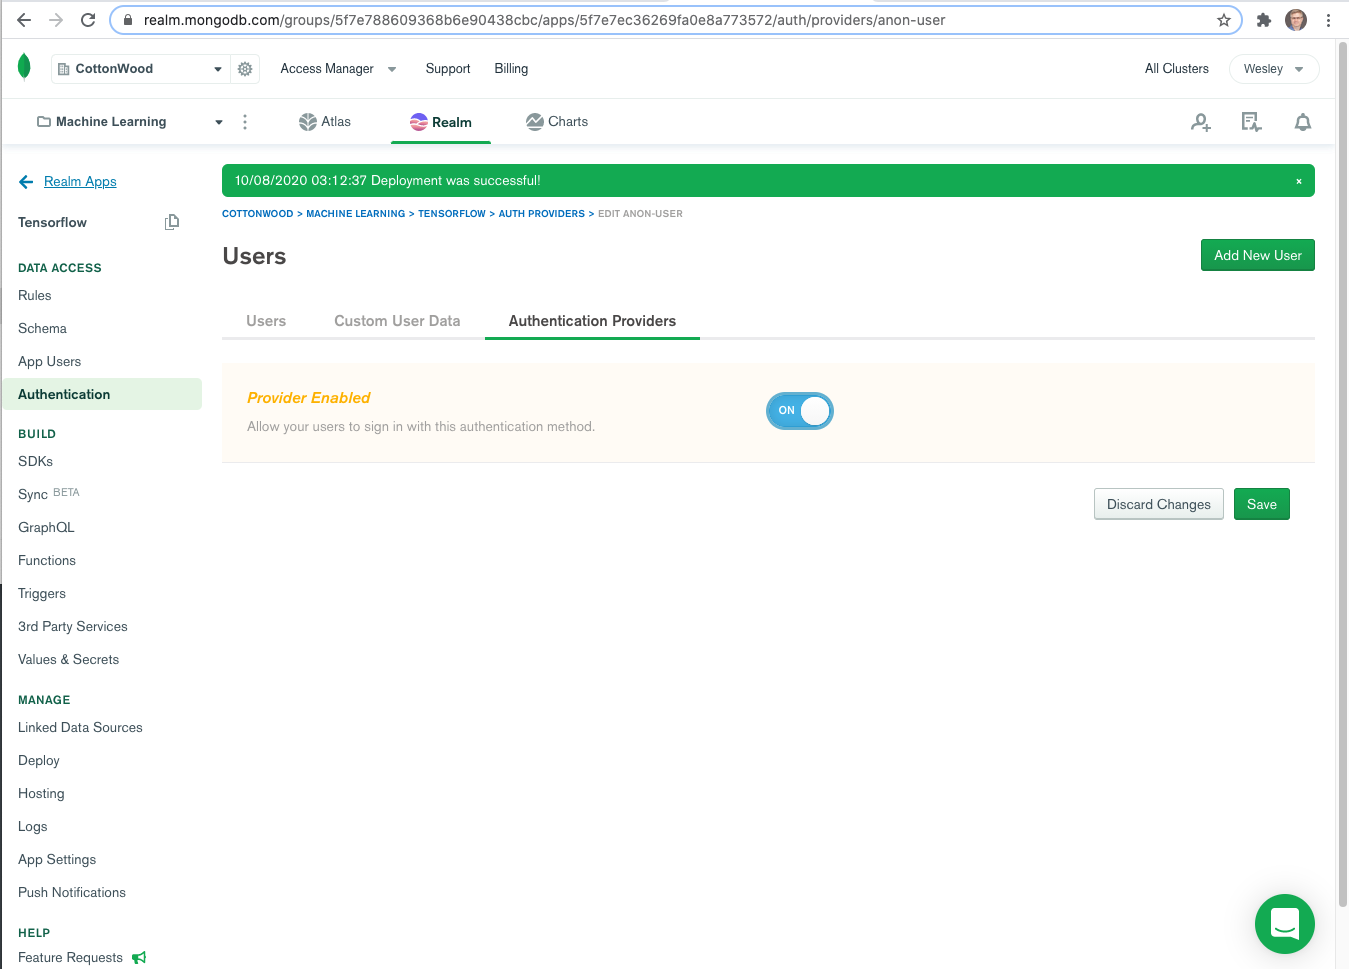 realm.mongodb.com/groups/5f7e788609368b6e90438cbc/apps/5f7e7ec36269fa0e8a773572/auth/providers/anon-user
CottonWood Access Manager Support Billing All Clusters Wesley
Machine Learning Atlas Realm Charts
Realm Apps
10/08/2020 03:12:37 Deployment was successful! ×
COTTONWOOD > MACHINE LEARNING > TENSORFLOW > AUTH PROVIDERS > EDIT ANON-USER
Tensorflow
Users
Add New User
Users Custom User Data Authentication Providers
Provider Enabled
Allow your users to sign in with this authentication method.
ON
Discard Changes Save
DATA ACCESS
Rules
Schema
App Users
Authentication
BUILD
SDKs
Sync BETA
GraphQL
Functions
Triggers
3rd Party Services
Values & Secrets
MANAGE
Linked Data Sources
Deploy
Hosting
Logs
App Settings
Push Notifications
HELP
Feature Requests